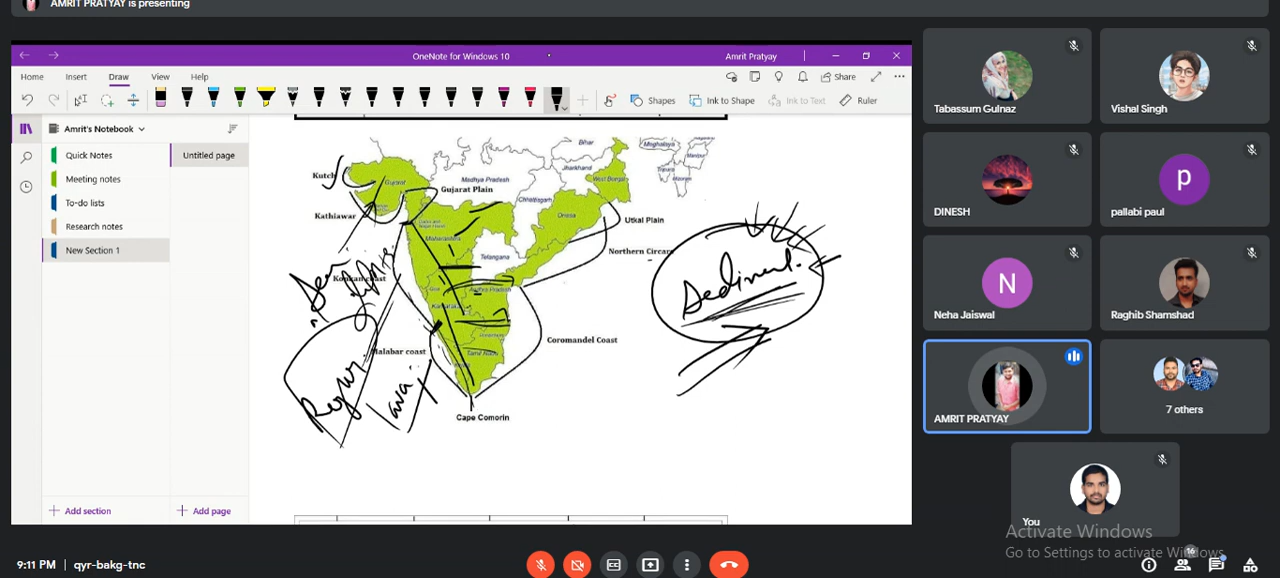 AMRIT PRATYAY is presenting
OneNote for Windows 10
Amrit Pratyay
Home Insert Draw View Help
Share
Shapes Ink to Shape Ink to Text Ruler
Amrit's Notebook
Quick Notes
Meeting notes
To-do lists
Research notes
New Section 1
Add section
Untitled page
Add page
Bihar
Meghalaya
Jharkhand
West Bengal
Madhya Pradesh
Chhattisgarh
Kutch
Gujarat
Gujarat Plain
Kathiawar
Orissa
Utkal Plain
Maharashtra
Telangana
Northern Circars
Konkan coast
Goa
Andhra Pradesh
Karnataka
Malabar coast
Tamil Nadu
Coromandel Coast
Cape Comorin
Sediment.
Regur
Lava
Tabassum Gulnaz
Vishal Singh
DINESH
P
pallabi paul
N
Neha Jaiswal
Raghib Shamshad
AMRIT PRATYAY
7 others
You
Activate Windows
Go to Settings to activate Windows.
9:11 PM | qyr-bakg-tnc
16